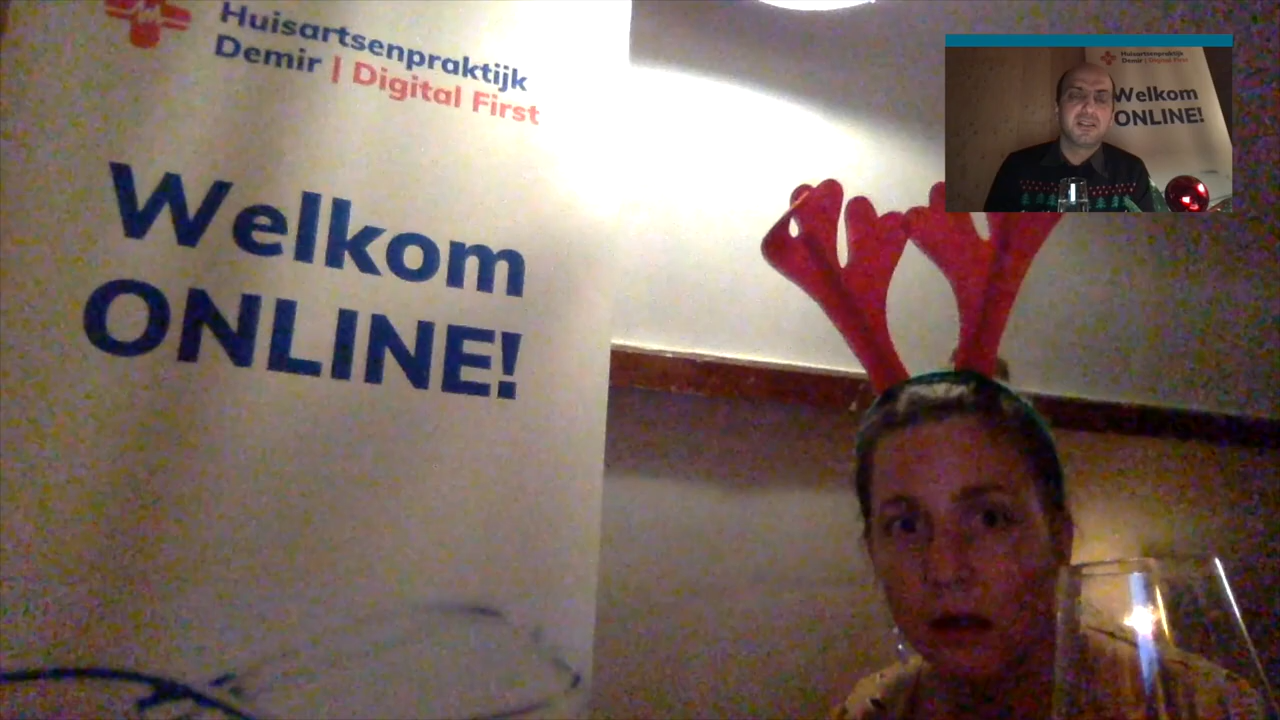 Huisartsenpraktijk
Demir | Digital First
Welkom
ONLINE!
Huisartsenpraktijk
Demir | Digital First
Welkom
ONLINE!